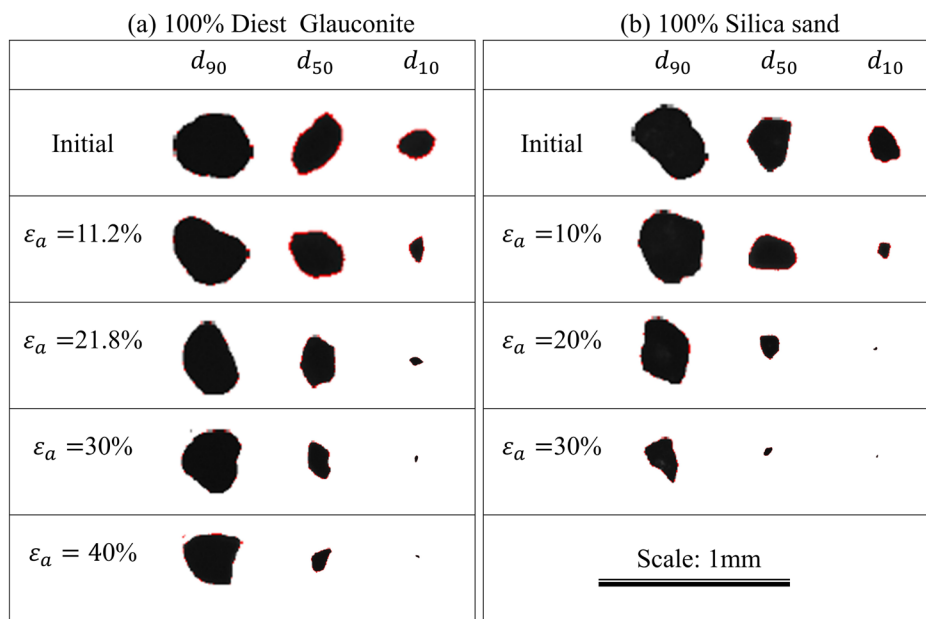 (a) 100% Diest Glauconite
(b) 100% Silica sand
d90 d50 d10
d90 d50 d10
Initial
Initial
εa =11.2%
εa =10%
εa =21.8%
εa =20%
εa =30%
εa =30%
εa = 40%
Scale: 1mm